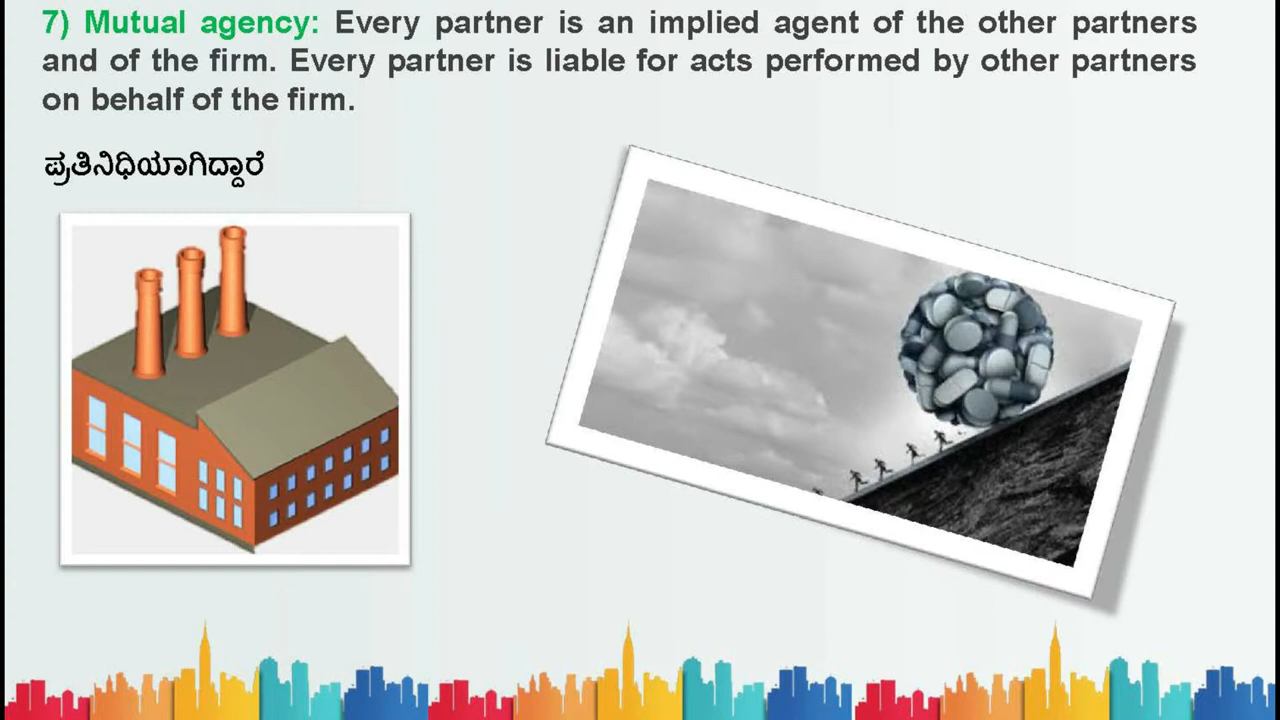 7) Mutual agency: Every partner is an implied agent of the other partners
and of the firm. Every partner is liable for acts performed by other partners
on behalf of the firm.
ಪ್ರತಿನಿಧಿಯಾಗಿದ್ದಾರೆ